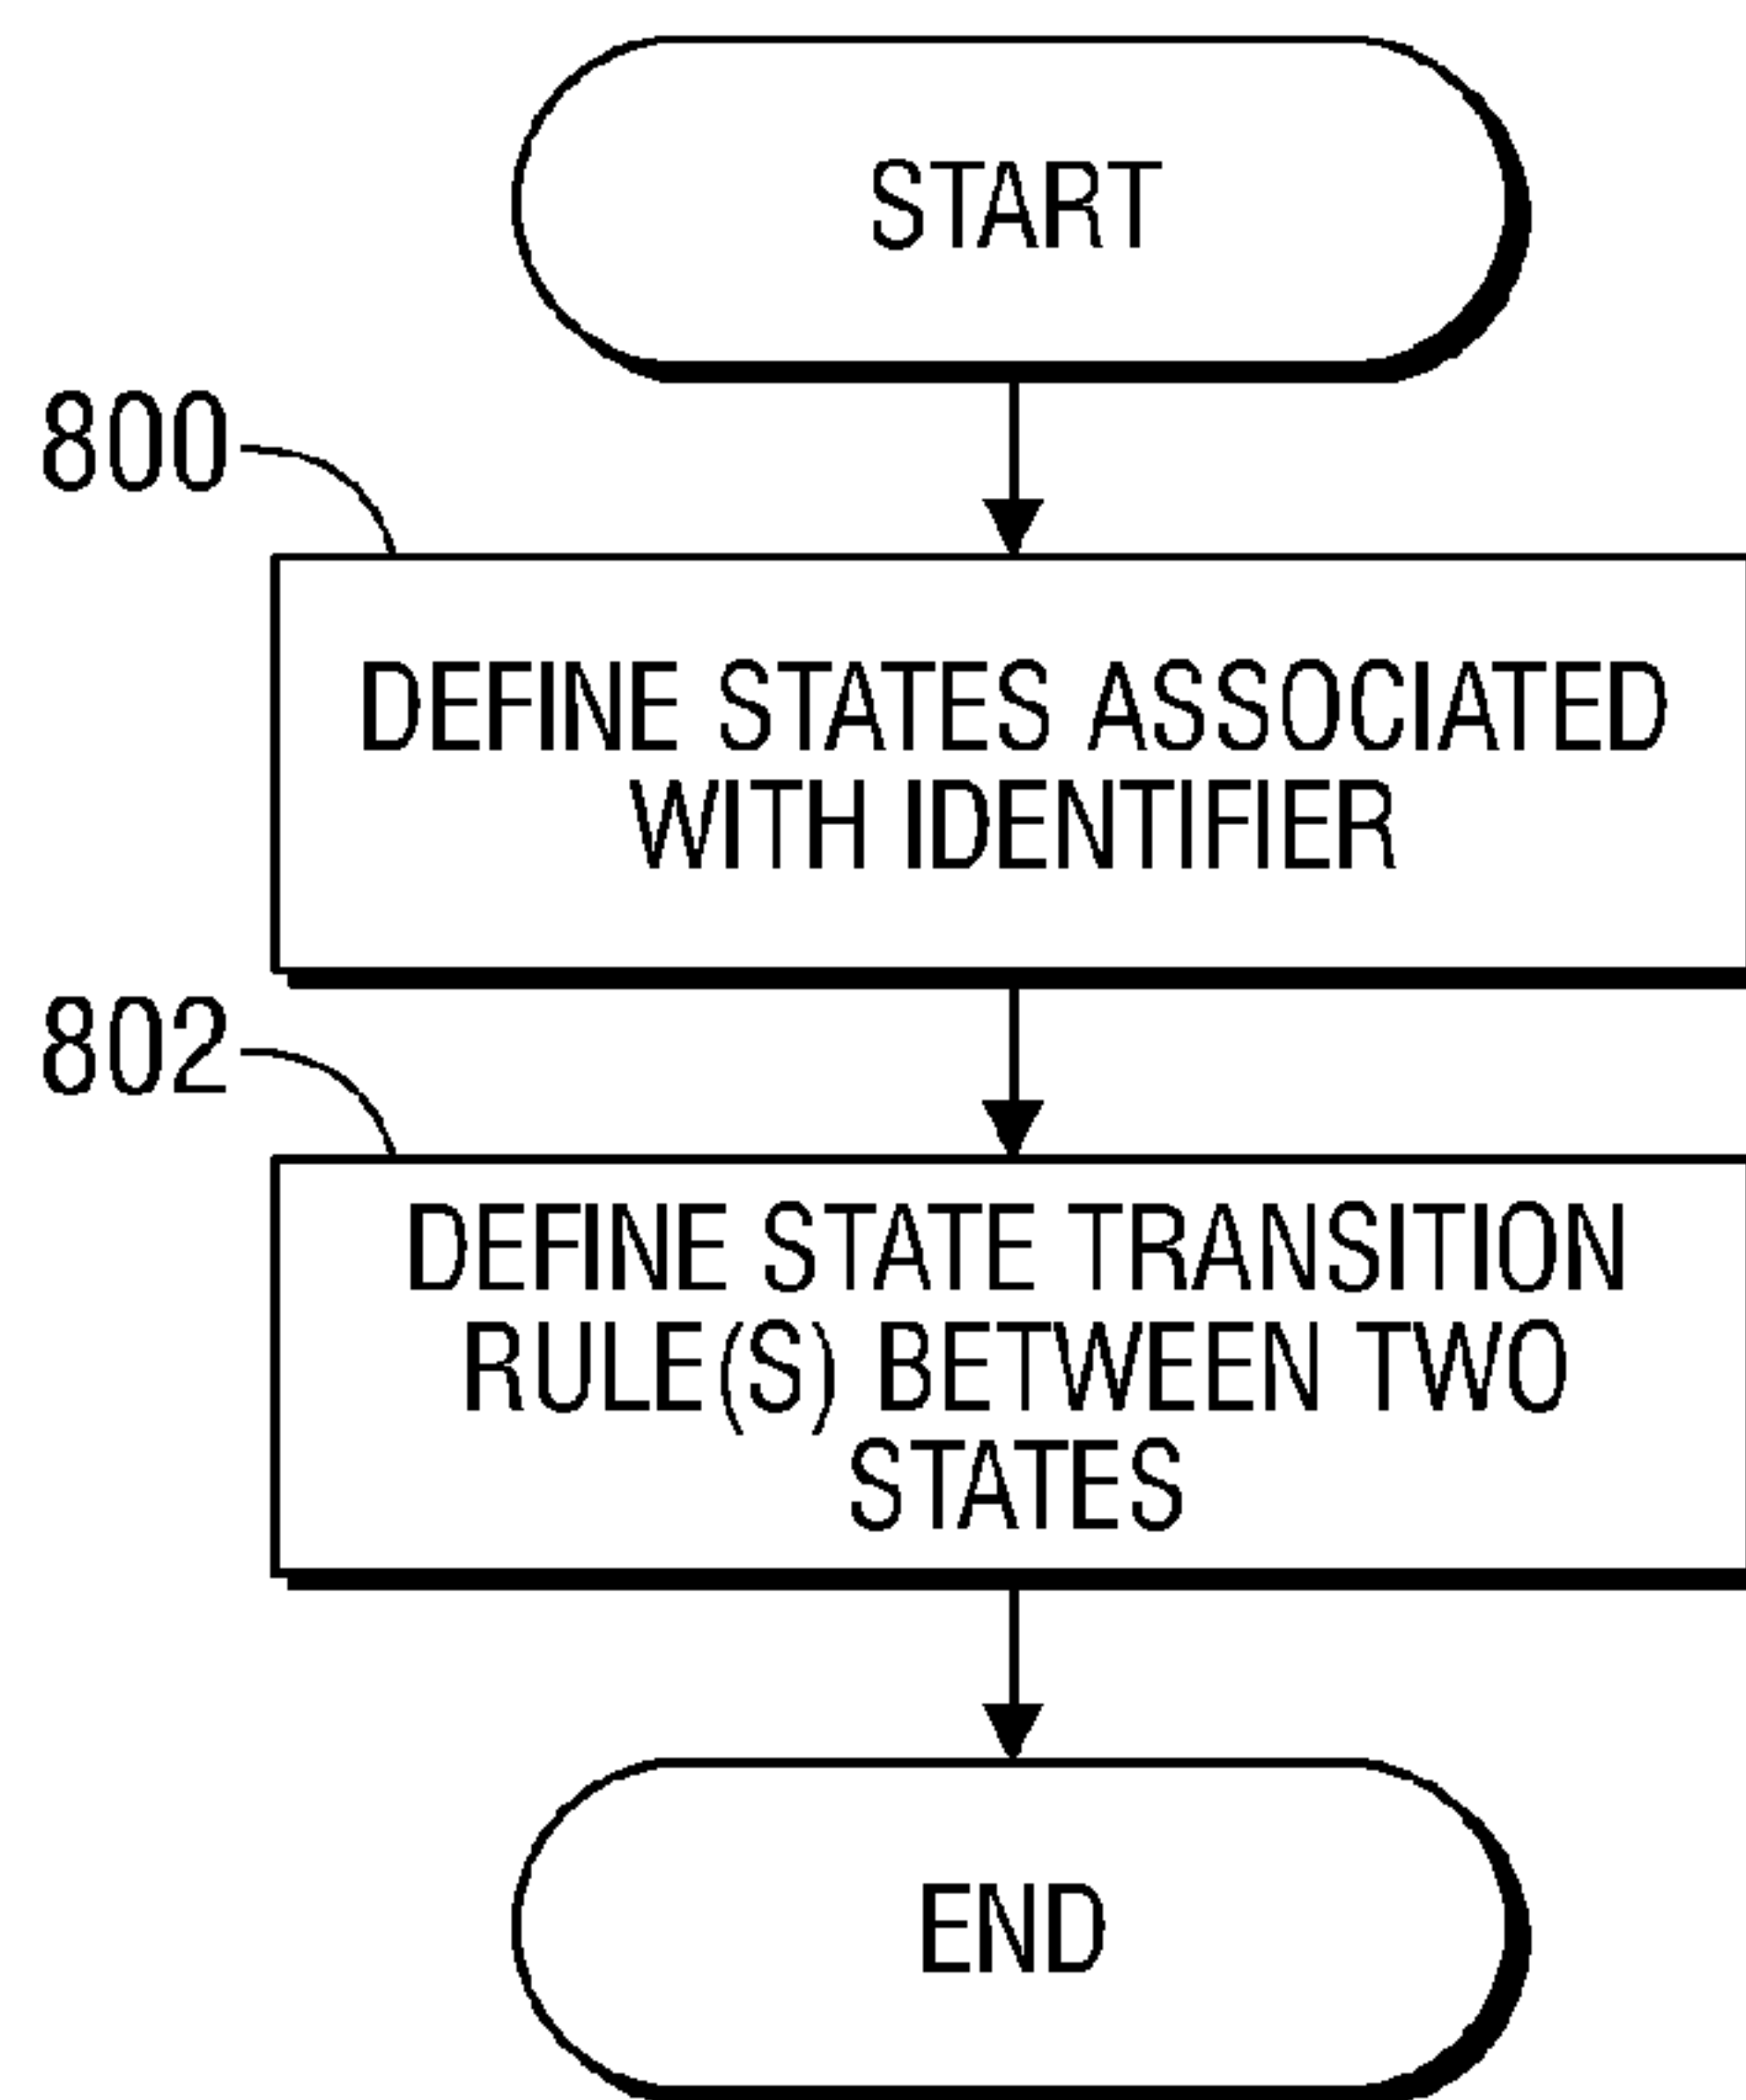 START
800
DEFINE STATES ASSOCIATED
WITH IDENTIFIER
802
DEFINE STATE TRANSITION
RULE(S) BETWEEN TWO
STATES
END